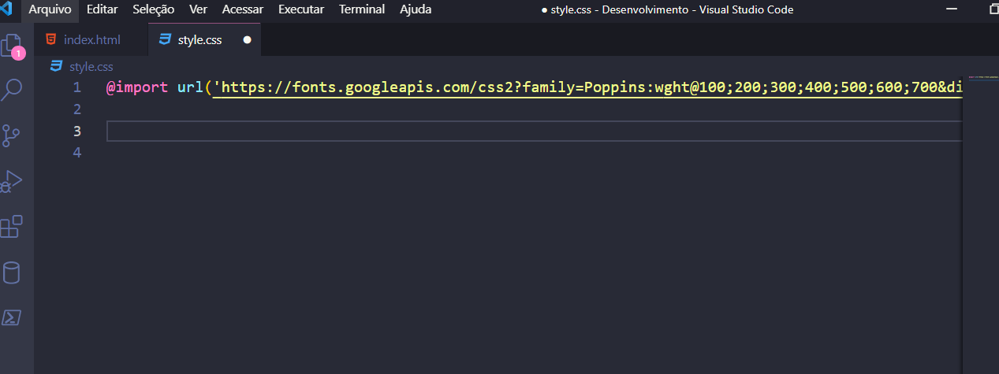 Arquivo Editar Seleção Ver Acessar Executar Terminal Ajuda ● style.css - Desenvolvimento - Visual Studio Code
index.html style.css
1
style.css
1 @import url('https://fonts.googleapis.com/css2?family=Poppins:wght@100;200;300;400;500;600;700&di
2
3
4